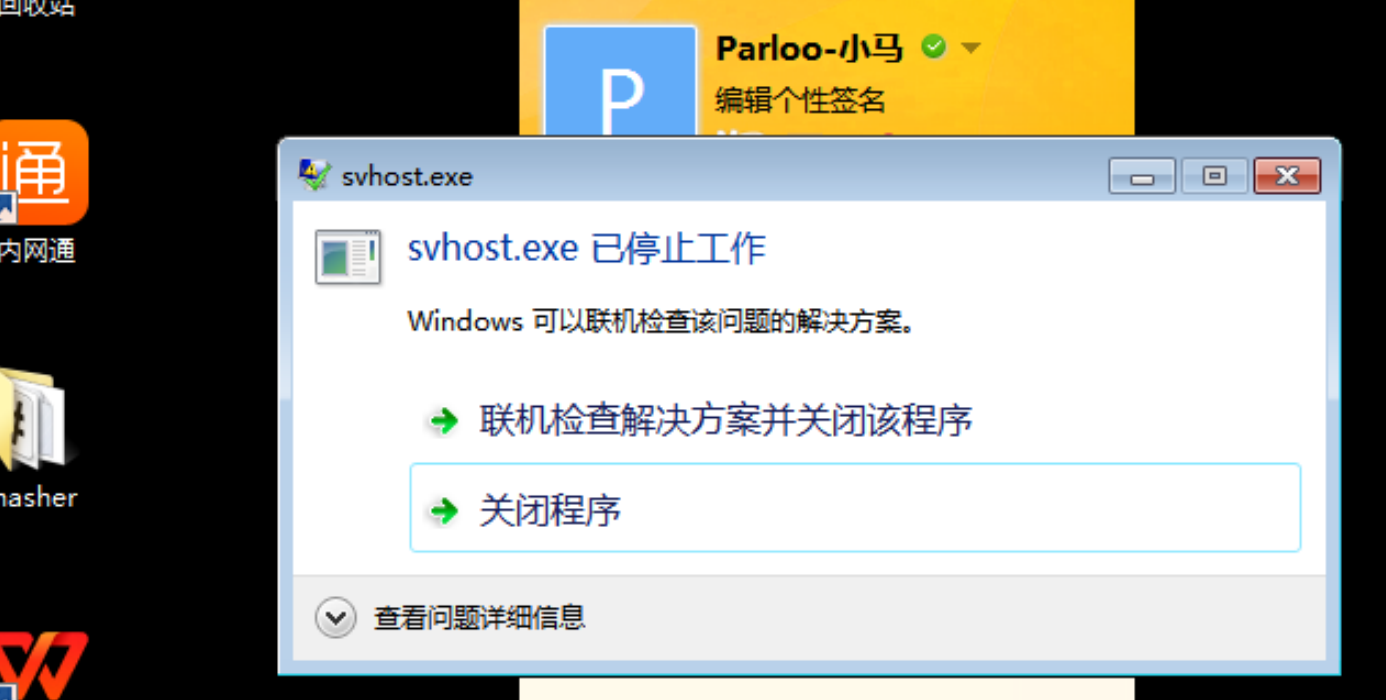 回收站
Parloo-小马
编辑个性签名
P
通
内网通
svhost.exe
svhost.exe 已停止工作
Windows 可以联机检查该问题的解决方案。
联机检查解决方案并关闭该程序
关闭程序
hasher
查看问题详细信息